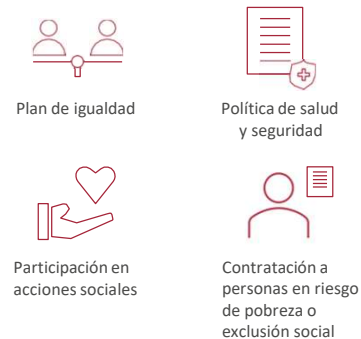 Plan de igualdad
Política de salud
y seguridad
Participación en
acciones sociales
Contratación a
personas en riesgo
de pobreza o
exclusión social